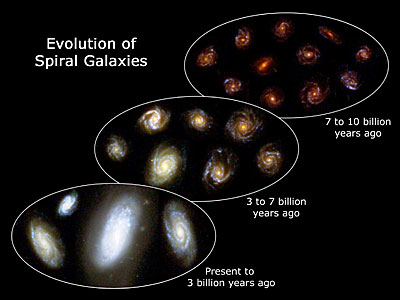 Evolution of
Spiral Galaxies
7 to 10 billion
years ago
3 to 7 billion
years ago
Present to
3 billion years ago